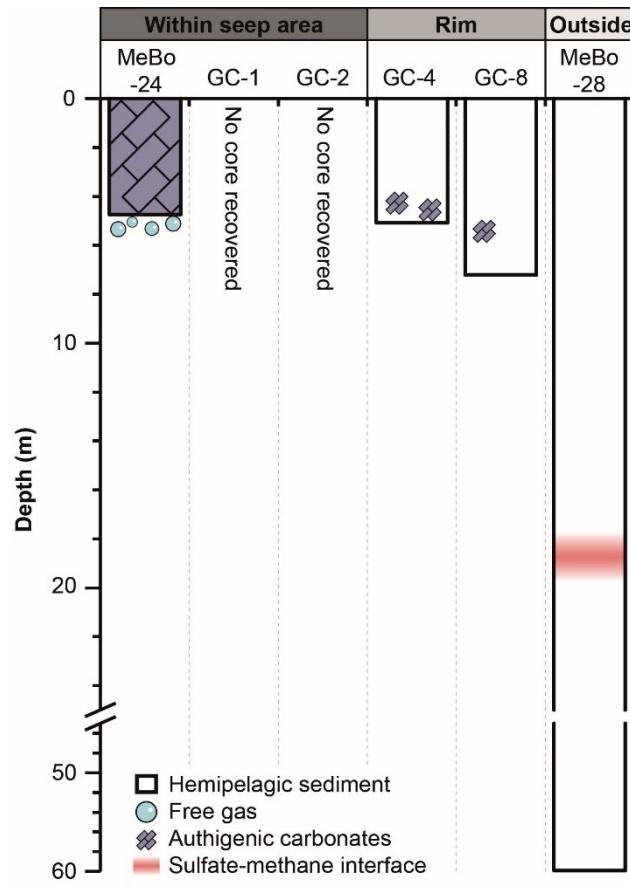 Within seep area
Rim
Outside
MeBo
-24
GC-1
GC-2
GC-4
GC-8
MeBo
-28
0
No core recovered
No core recovered
10
Depth (m)
20
50
Hemipelagic sediment
Free gas
Authigenic carbonates
Sulfate-methane interface
60